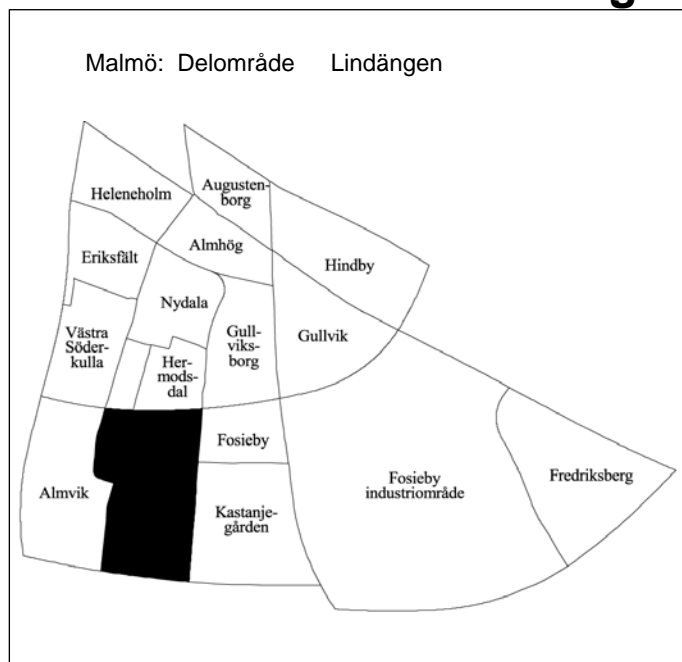 g
Malmö: Delområde Lindängen
Heleneholm
Augusten-
borg
Almhög
Eriksfält
Hindby
Nydala
Västra
Söder-
kulla
Gull-
viks-
borg
Gullvik
Her-
mods-
dal
Fosieby
Almvik
Kastanje-
gården
Fosieby
industriområde
Fredriksberg